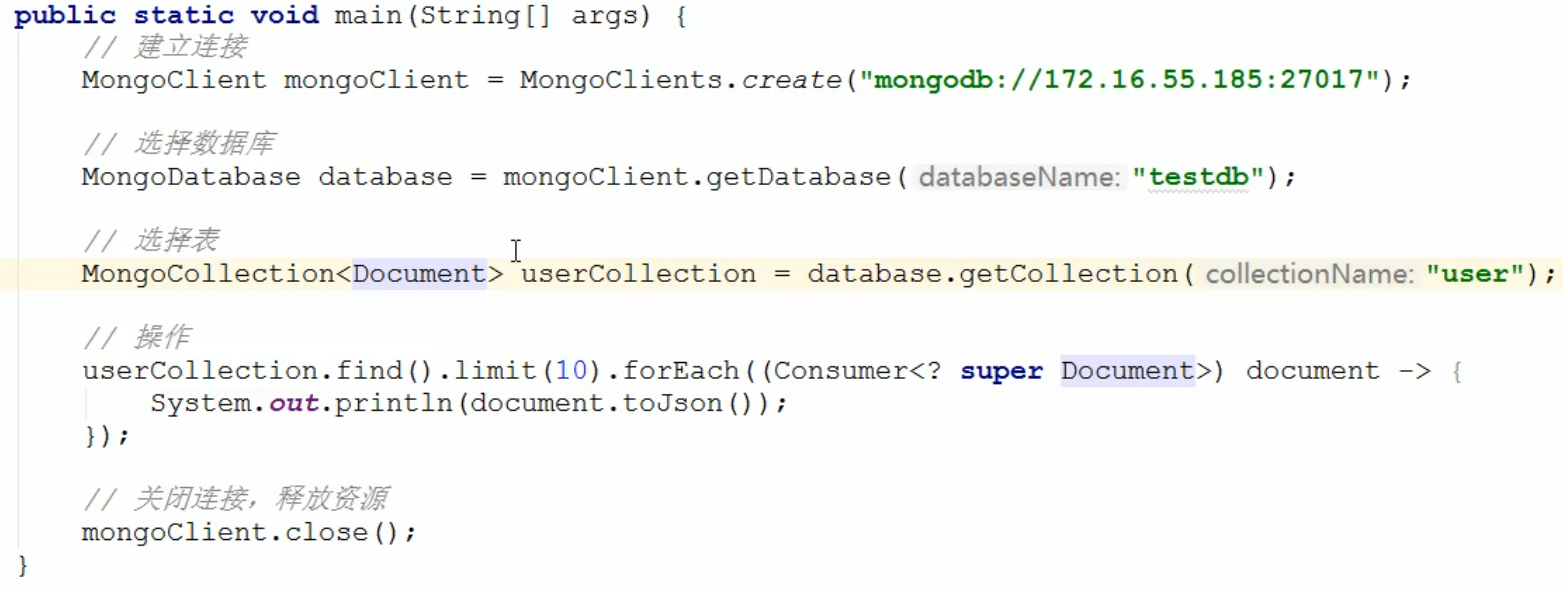 public static void main(String[] args) {
// 建立连接
MongoClient mongoClient = MongoClients.create("mongodb://172.16.55.185:27017");
// 选择数据库
MongoDatabase database = mongoClient.getDatabase( databaseName: "testdb");
// 选择表
MongoCollection<Document> userCollection = database.getCollection( collectionName: "user");
// 操作
userCollection.find().limit(10).forEach((Consumer<? super Document>) document -> {
System.out.println(document.toJson());
});
// 关闭连接，释放资源
mongoClient.close();
}